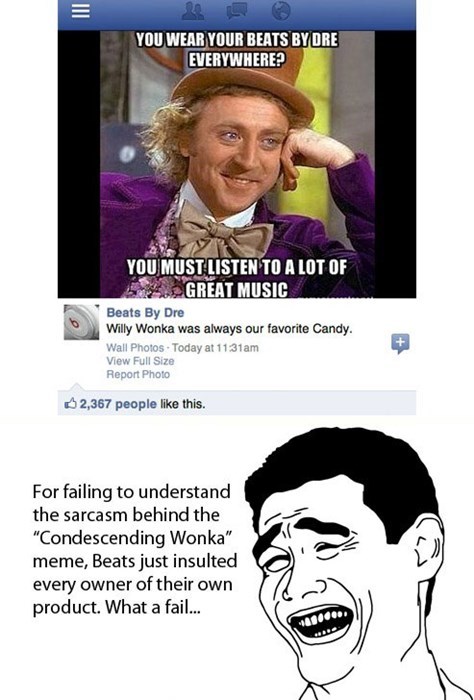 YOU WEAR YOUR BEATS BY DRE
EVERYWHERE?
YOU MUST LISTEN TO A LOT OF
GREAT MUSIC
Beats By Dre
Willy Wonka was always our favorite Candy.
Wall Photos · Today at 11:31am
View Full Size
Report Photo
2,367 people like this.
For failing to understand
the sarcasm behind the
“Condescending Wonka”
meme, Beats just insulted
every owner of their own
product. What a fail...